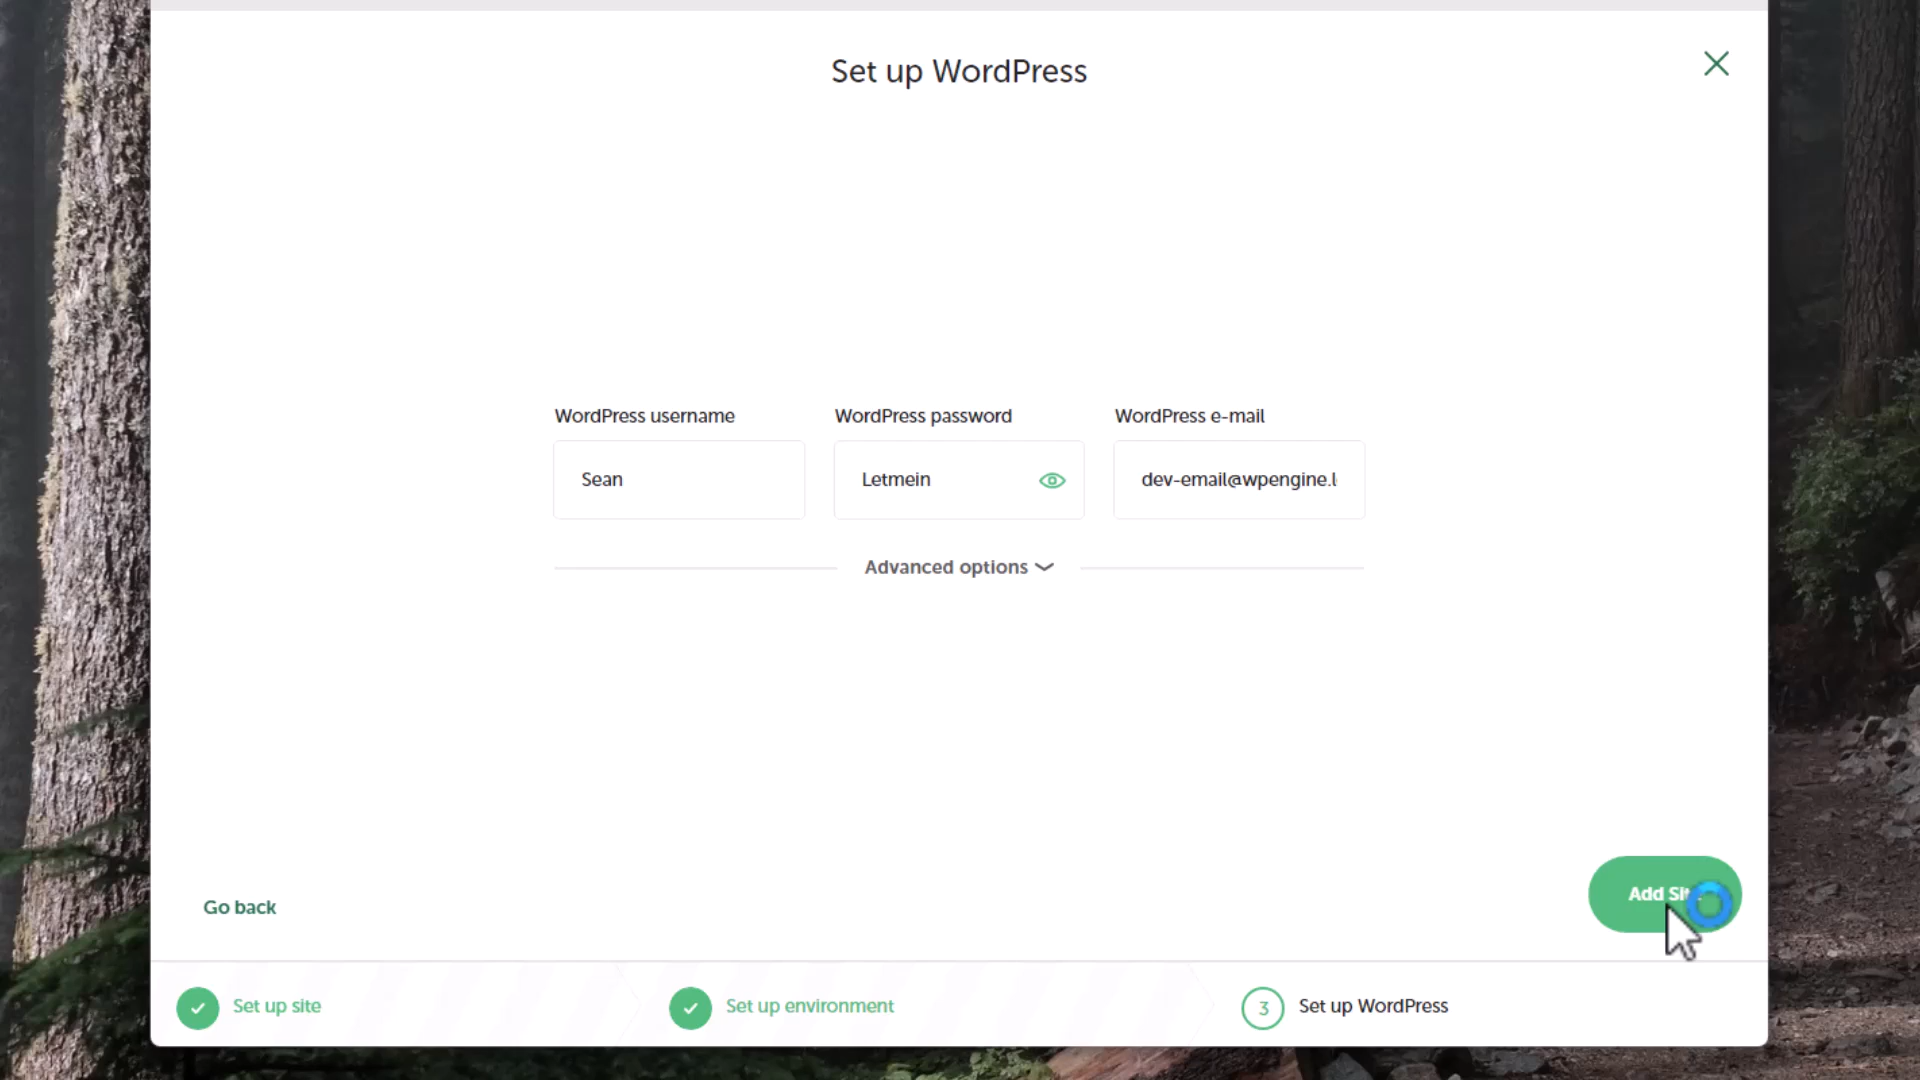 Set up WordPress
WordPress username
WordPress password
WordPress e-mail
Sean
Letmein
dev-email@wpengine.l
Advanced options
Go back
Add
Set up site
Set up environment
3
Set up WordPress